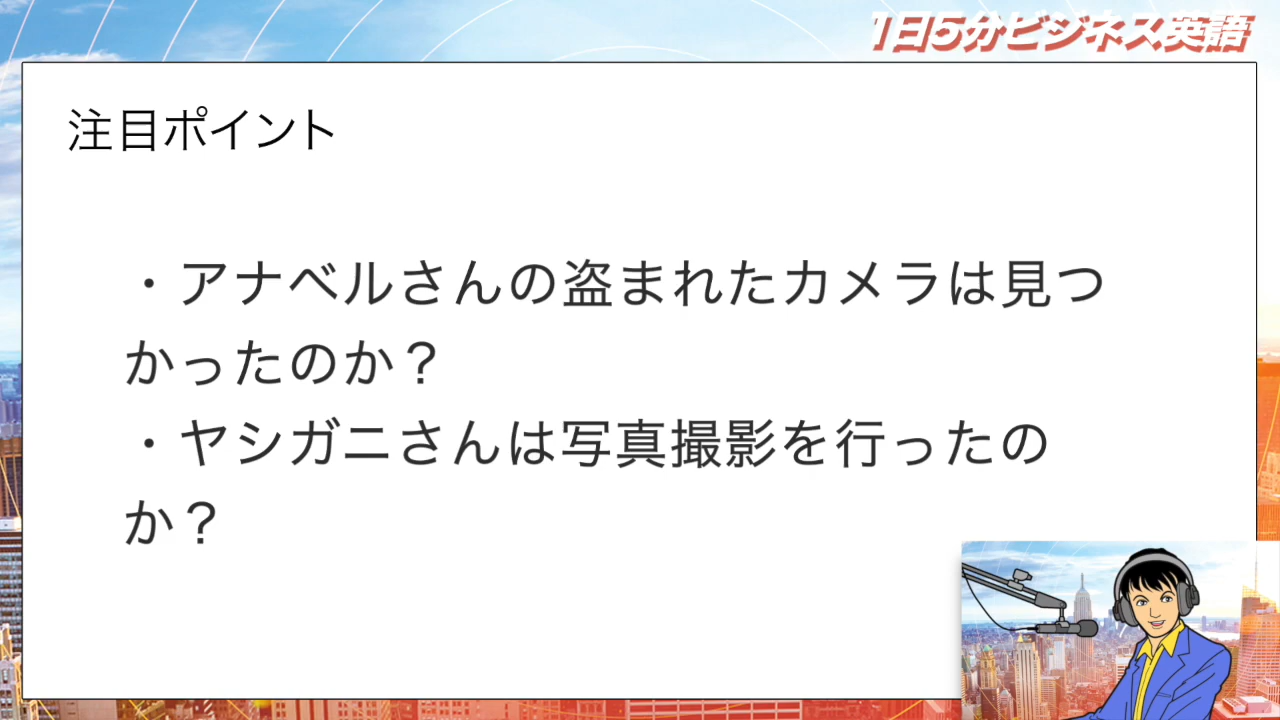 1日5分ビジネス英語
注目ポイント
・アナベルさんの盗まれたカメラは見つ
かったのか？
・ヤシガニさんは写真撮影を行ったの
か？